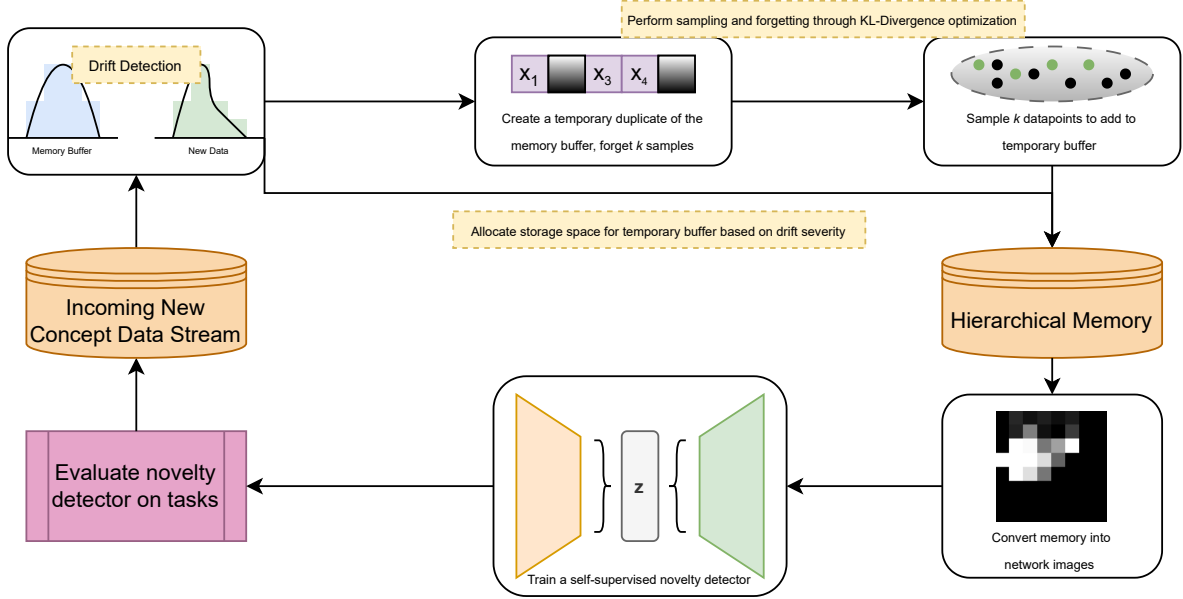 Perform sampling and forgetting through KL-Divergence optimization
Drift Detection
Memory Buffer
New Data
x1
x3
x4
Create a temporary duplicate of the
memory buffer, forget k samples
Sample k datapoints to add to
temporary buffer
Allocate storage space for temporary buffer based on drift severity
Incoming New
Concept Data Stream
Hierarchical Memory
Evaluate novelty
detector on tasks
z
Train a self-supervised novelty detector
Convert memory into
network images